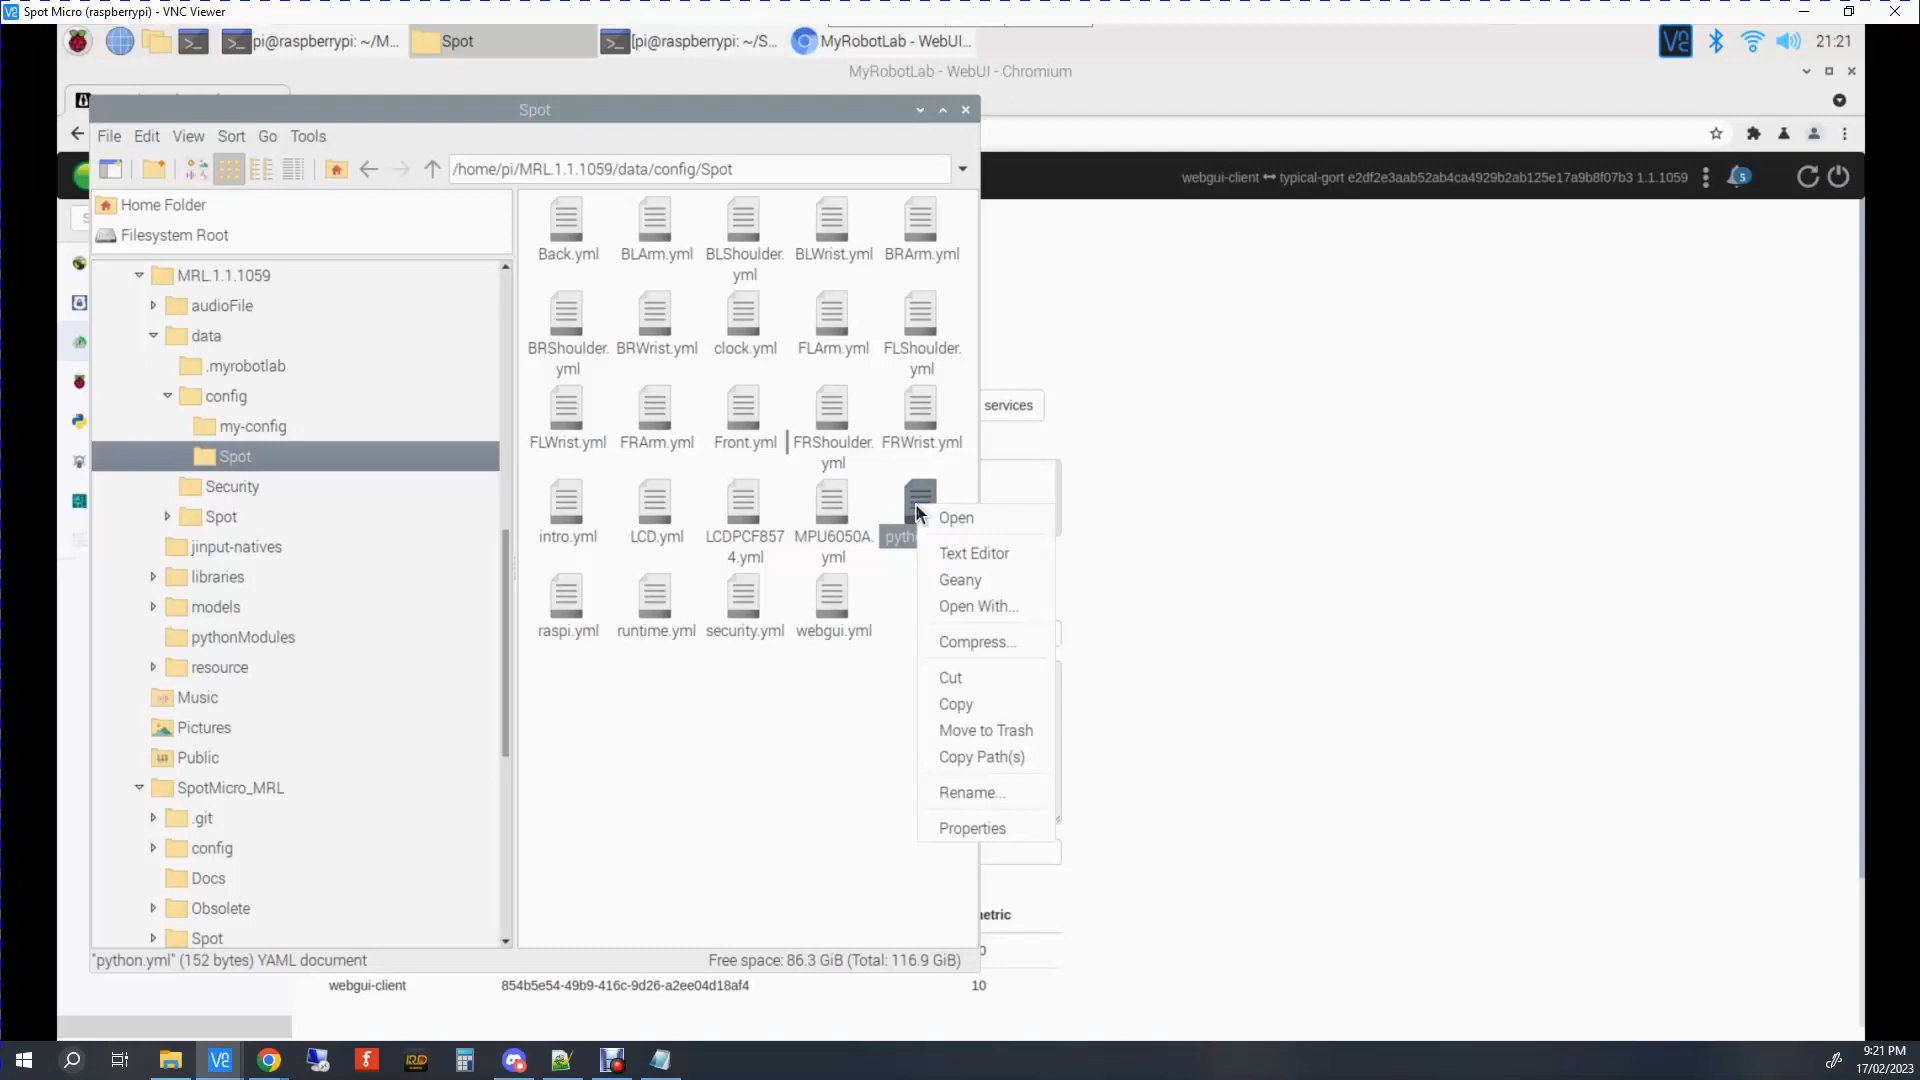 Spot Micro (raspberrypi) - VNC Viewer
pi@raspberrypi: ~/M...
Spot
[pi@raspberrypi: ~/S...
MyRobotLab - WebUI...
21:21
MyRobotLab - WebUI - Chromium
Spot
File Edit View Sort Go Tools
/home/pi/MRL.1.1.1059/data/config/Spot
webgui-client ⬌ typical-gort e2df2e3aab52ab4ca4929b2ab125e17a9b8f07b3 1.1.1059
5
Home Folder
Filesystem Root
MRL.1.1.1059
audioFile
data
.myrobotlab
config
my-config
Spot
Security
Spot
jinput-natives
libraries
models
pythonModules
resource
Music
Pictures
Public
SpotMicro_MRL
.git
config
Docs
Obsolete
Spot
Back.yml
BLArm.yml
BLShoulder.
yml
BLWrist.yml
BRArm.yml
BRShoulder.
yml
BRWrist.yml
clock.yml
FLArm.yml
FLShoulder.
yml
FLWrist.yml
FRArm.yml
Front.yml
FRShoulder.
yml
FRWrist.yml
intro.yml
LCD.yml
LCDPCF857
4.yml
MPU6050A.
yml
raspi.yml
runtime.yml
security.yml
webgui.yml
Open
Text Editor
Geany
Open With...
Compress...
Cut
Copy
Move to Trash
Copy Path(s)
Rename...
Properties
services
"python.yml" (152 bytes) YAML document
Free space: 86.3 GiB (Total: 116.9 GiB)
webgui-client
854b5e54-49b9-416c-9d26-a2ee04d18af4
10
9:21 PM
17/02/2023